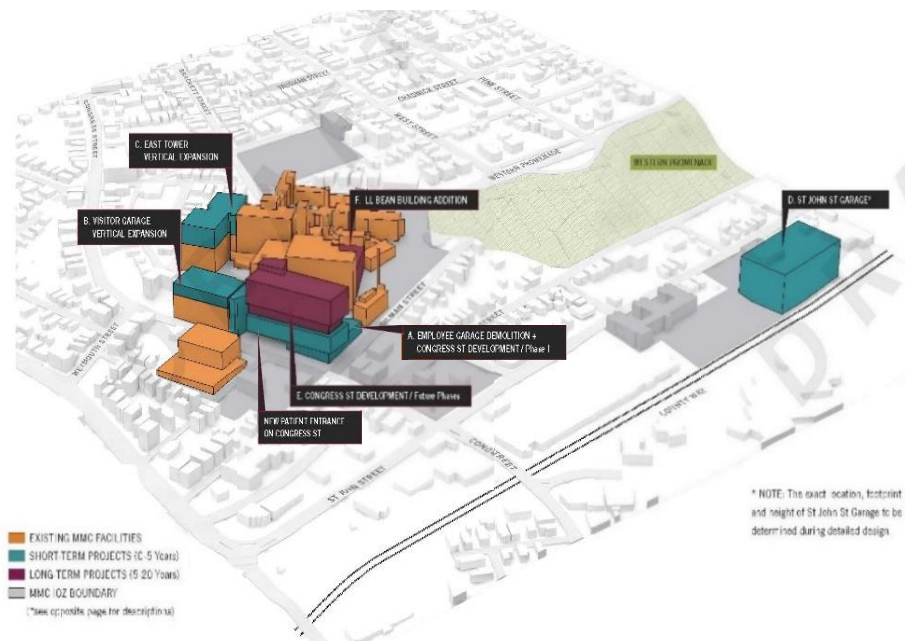 BRACKETT STREET
VAUGHAN STREET
CHADWICK STREET
WEST STREET
CONGRESS STREET
C. EAST TOWER
VERTICAL EXPANSION
WESTERN PROMENADE
WESTERN PROMENADE
F. LL BEAN BUILDING ADDITION
D. ST JOHN ST GARAGE*
B. VISITOR GARAGE
VERTICAL EXPANSION
STREET
A. EMPLOYEE GARAGE DEMOLITION +
CONGRESS ST DEVELOPMENT / Phase I
WEYMOUTH STREET
E. CONGRESS ST DEVELOPMENT / Future Phases
NEW PATIENT ENTRANCE
ON CONGRESS ST
ST JOHN STREET
* NOTE: The exact location, footprint
and height of St John St Garage to be
determined during detailed design.
EXISTING MMC FACILITIES
SHORT-TERM PROJECTS (0-5 Years)
LONG TERM PROJECTS (5-20 Years)
MMC IOZ BOUNDARY
(*see opposite page for descriptions)